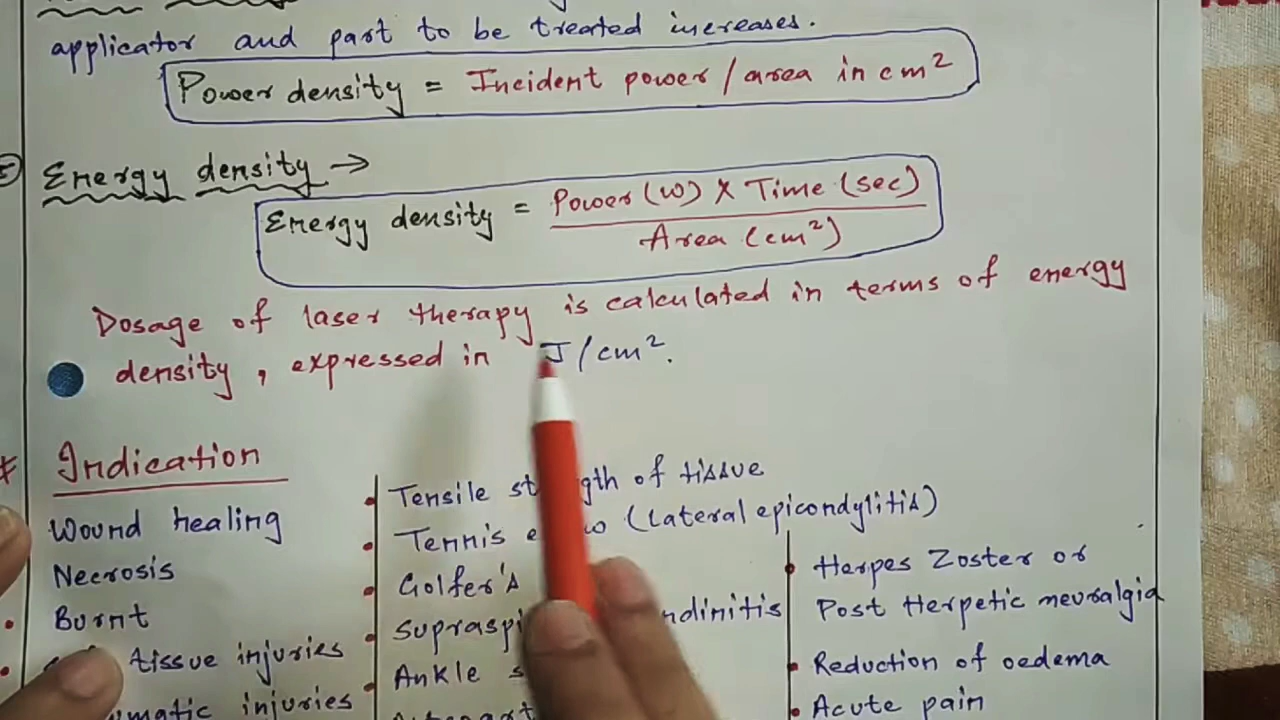 applicator and part to be treated increases.
Power density = Incident power / area in cm²
Energy density →
Energy density = Power (w) X Time (sec)
Area (cm²)
Dosage of laser therapy is calculated in terms of energy
density, expressed in J/cm².
Indication
Wound healing
Necrosis
Burnt
tissue injuries
injuries
Tensile of tissue
Tennis (Lateral epicondylitis)
Golfer's
Ankle
Herpes Zoster or
Post Herpetic neuralgia
Reduction of oedema
Acute pain